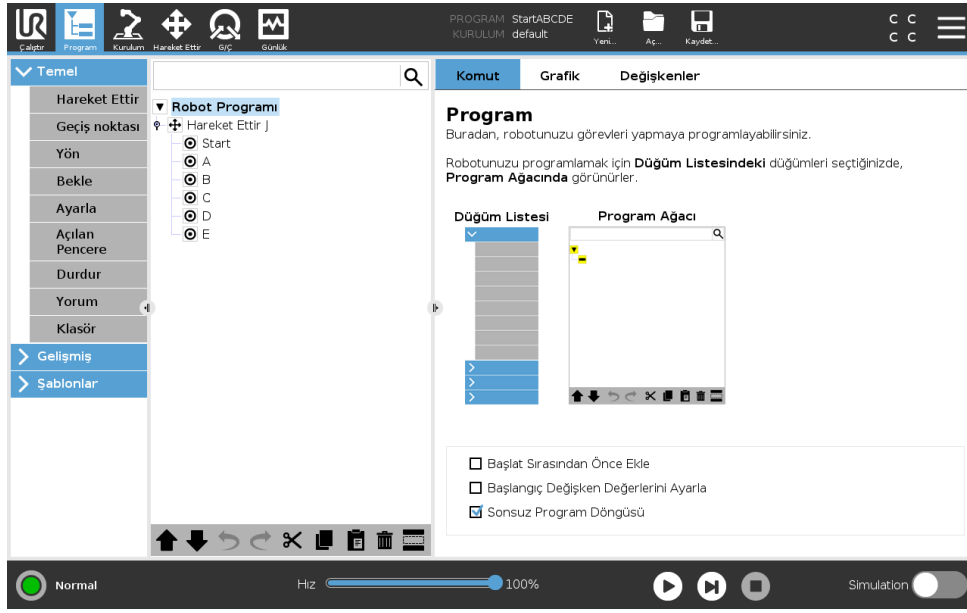 PROGRAM StartABCDE
KURULUM default
Çalıştır
Program
Kurulum
Hareket Ettir
G/Ç
Günlük
Yeni...
Aç...
Kaydet...
C C
C C
Temel
Hareket Ettir
Geçiş noktası
Yön
Bekle
Ayarla
Açılan
Pencere
Durdur
Yorum
Klasör
Gelişmiş
Şablonlar
Robot Programı
Hareket Ettir J
Start
A
B
C
D
E
Komut
Grafik
Değişkenler
Program
Buradan, robotunuzu görevleri yapmaya programlayabilirsiniz.
Robotunuzu programlamak için Düğüm Listesindeki düğümleri seçtiğinizde,
Program Ağacında görünürler.
Düğüm Listesi
Program Ağacı
Başlat Sırasından Önce Ekle
Başlangıç Değişken Değerlerini Ayarla
Sonsuz Program Döngüsü
Normal
Hız
100%
Simulation